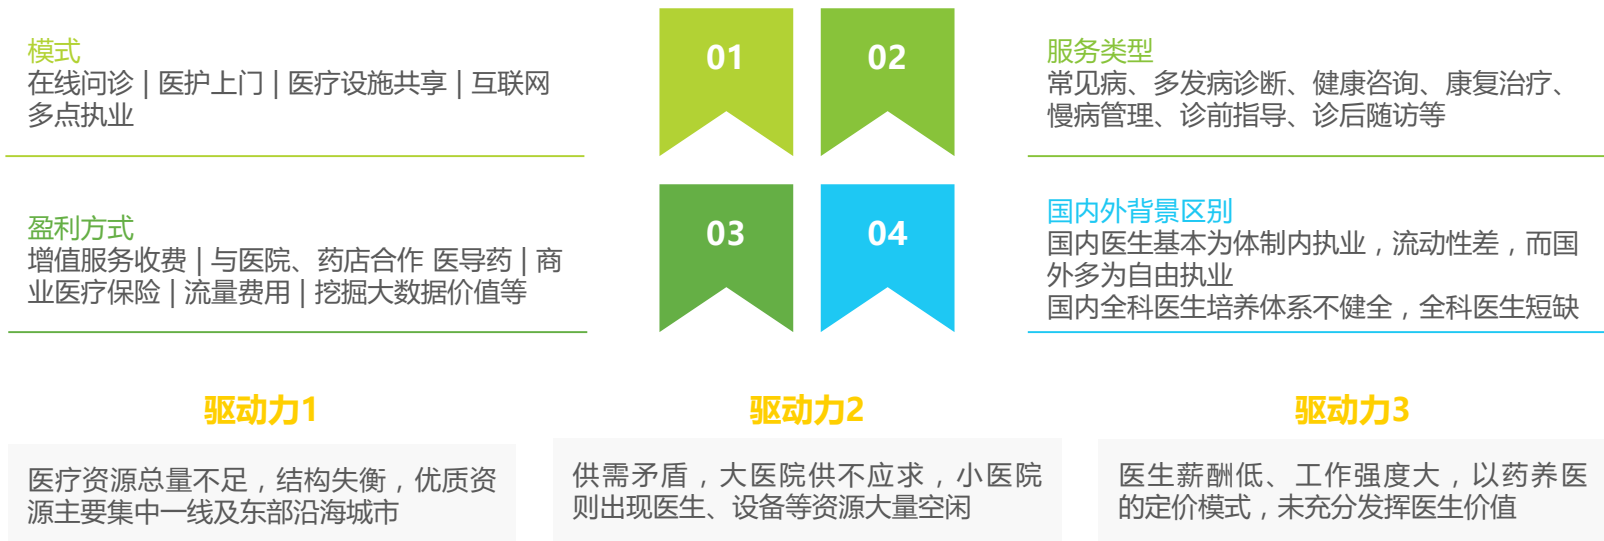 模式
在线问诊 | 医护上门 | 医疗设施共享 | 互联网
多点执业
01
02
服务类型
常见病、多发病诊断、健康咨询、康复治疗、
慢病管理、诊前指导、诊后随访等
盈利方式
增值服务收费 | 与医院、药店合作 医导药 | 商
业医疗保险 | 流量费用 | 挖掘大数据价值等
03
04
国内外背景区别
国内医生基本为体制内执业，流动性差，而国
外多为自由执业
国内全科医生培养体系不健全，全科医生短缺
驱动力1
医疗资源总量不足，结构失衡，优质资
源主要集中一线及东部沿海城市
驱动力2
供需矛盾，大医院供不应求，小医院
则出现医生、设备等资源大量空闲
驱动力3
医生薪酬低、工作强度大，以药养医
的定价模式，未充分发挥医生价值